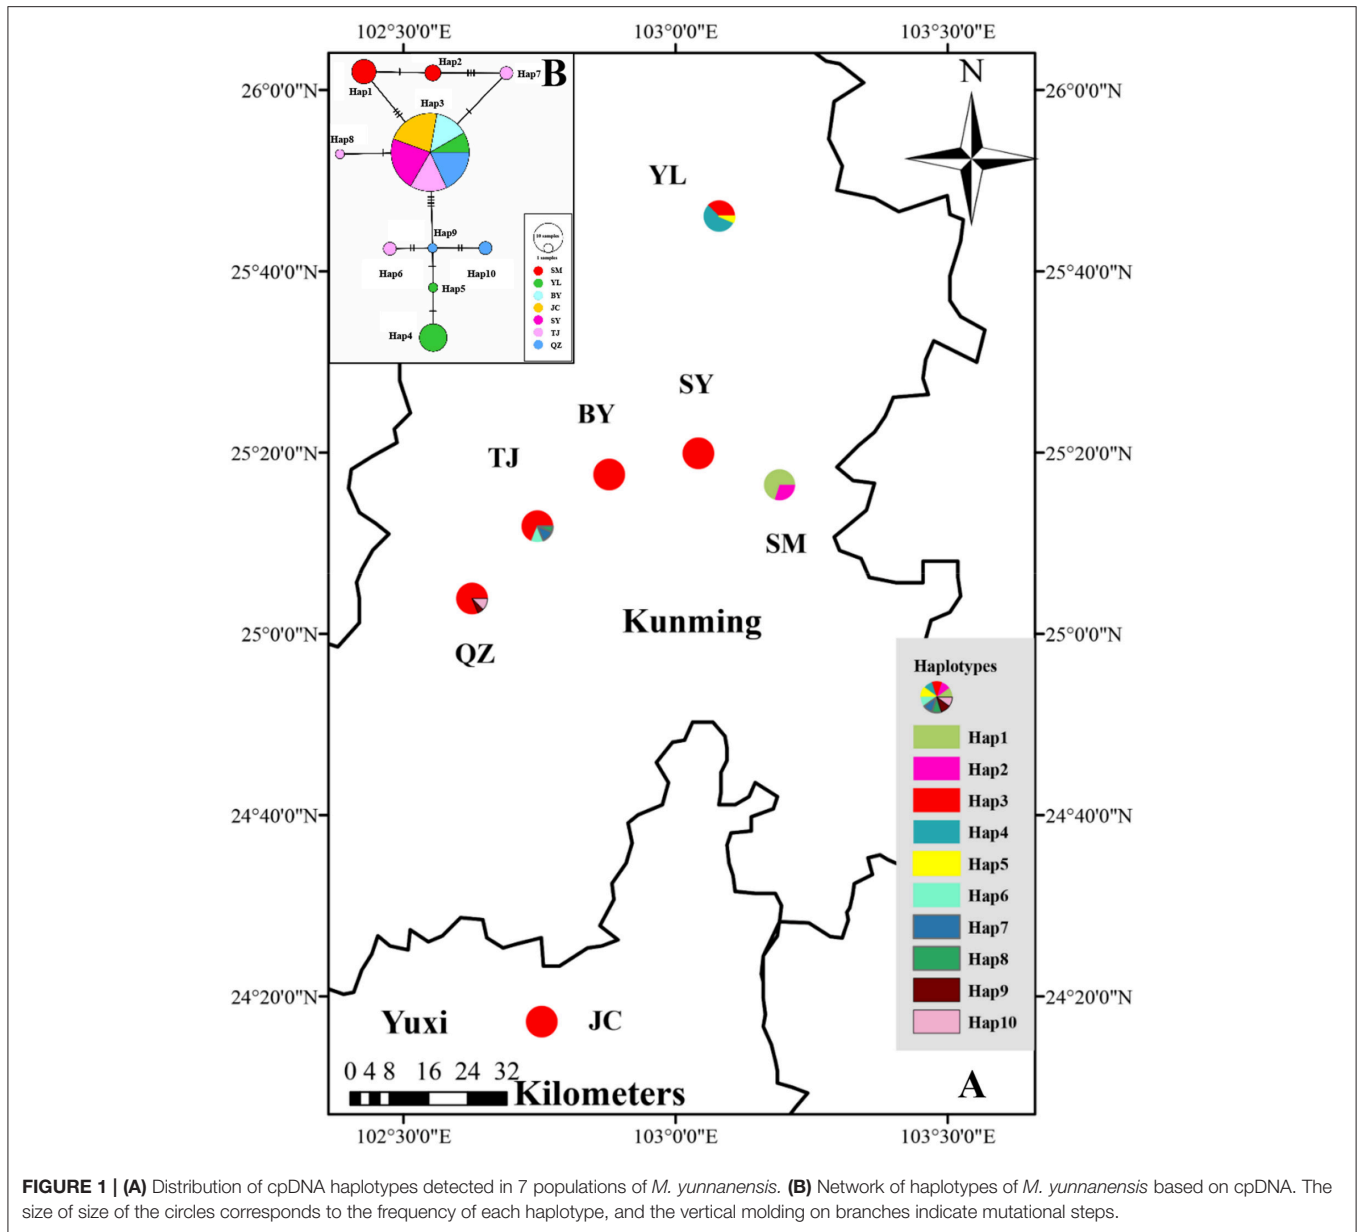 102°30'0"E 103°0'0"E 103°30'0"E
26°0'0"N
25°40'0"N
25°20'0"N
25°0'0"N
24°40'0"N
24°20'0"N
B
Hap1
Hap2
Hap7
Hap3
Hap8
Hap9
Hap6
Hap10
Hap5
Hap4
10 samples
1 samples
SM
YL
BY
JC
SY
TJ
QZ
N
YL
SY
BY
TJ
SM
QZ
Kunming
Yuxi
JC
Haplotypes
Hap1
Hap2
Hap3
Hap4
Hap5
Hap6
Hap7
Hap8
Hap9
Hap10
0 4 8 16 24 32
Kilometers
A
26°0'0"N
25°40'0"N
25°20'0"N
25°0'0"N
24°40'0"N
24°20'0"N
102°30'0"E 103°0'0"E 103°30'0"E
FIGURE 1 | (A) Distribution of cpDNA haplotypes detected in 7 populations of M. yunnanensis. (B) Network of haplotypes of M. yunnanensis based on cpDNA. The
size of size of the circles corresponds to the frequency of each haplotype, and the vertical molding on branches indicate mutational steps.